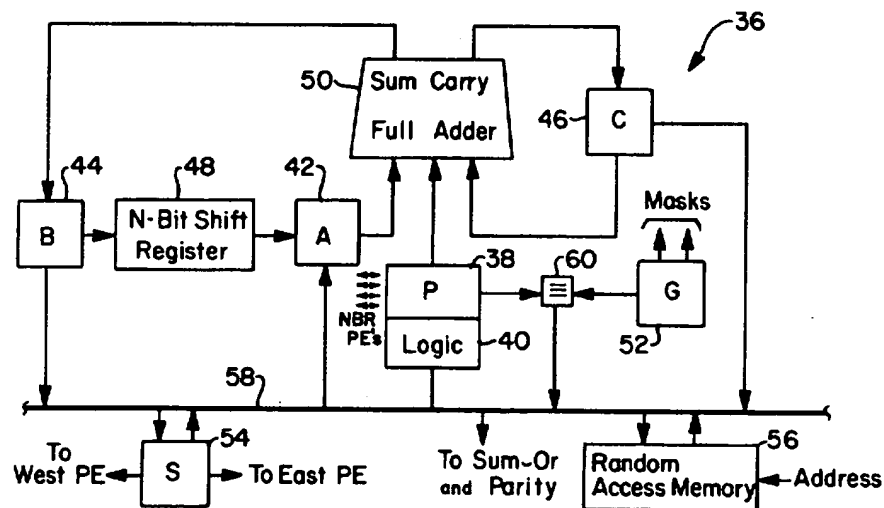 36
50
Sum Carry
Full Adder
46
C
44
B
48
N-Bit Shift
Register
42
A
Masks
38
P
60
≡
G
52
NBR
PE's
Logic
40
58
54
S
To
West PE
To East PE
To Sum-Or
and Parity
56
Random
Access Memory
Address